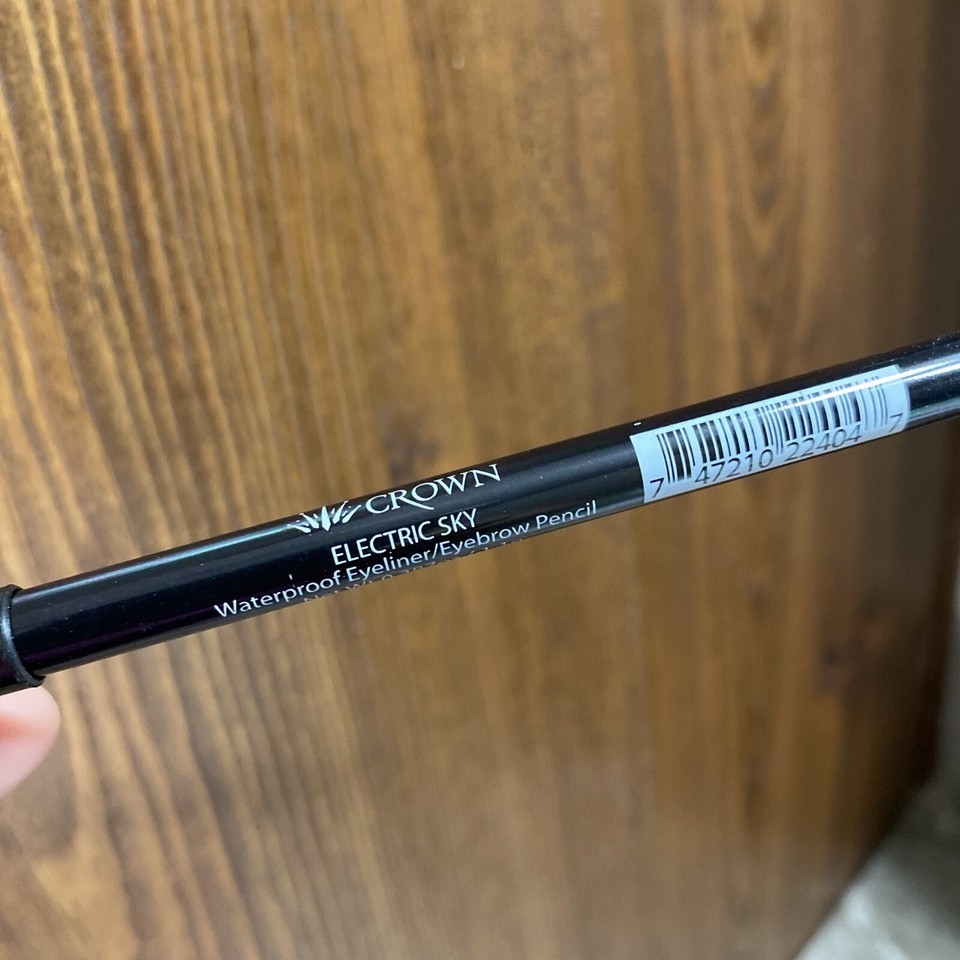 CROWN
ELECTRIC SKY
Waterproof Eyeliner/Eyebrow Pencil
7 47210 22404 7